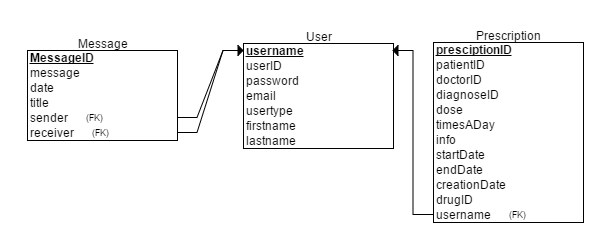 Message
MessageID
message
date
title
sender (FK)
receiver (FK)
User
username
userID
password
email
usertype
firstname
lastname
Prescription
presciptionID
patientID
doctorID
diagnoseID
dose
timesADay
info
startDate
endDate
creationDate
drugID
username (FK)